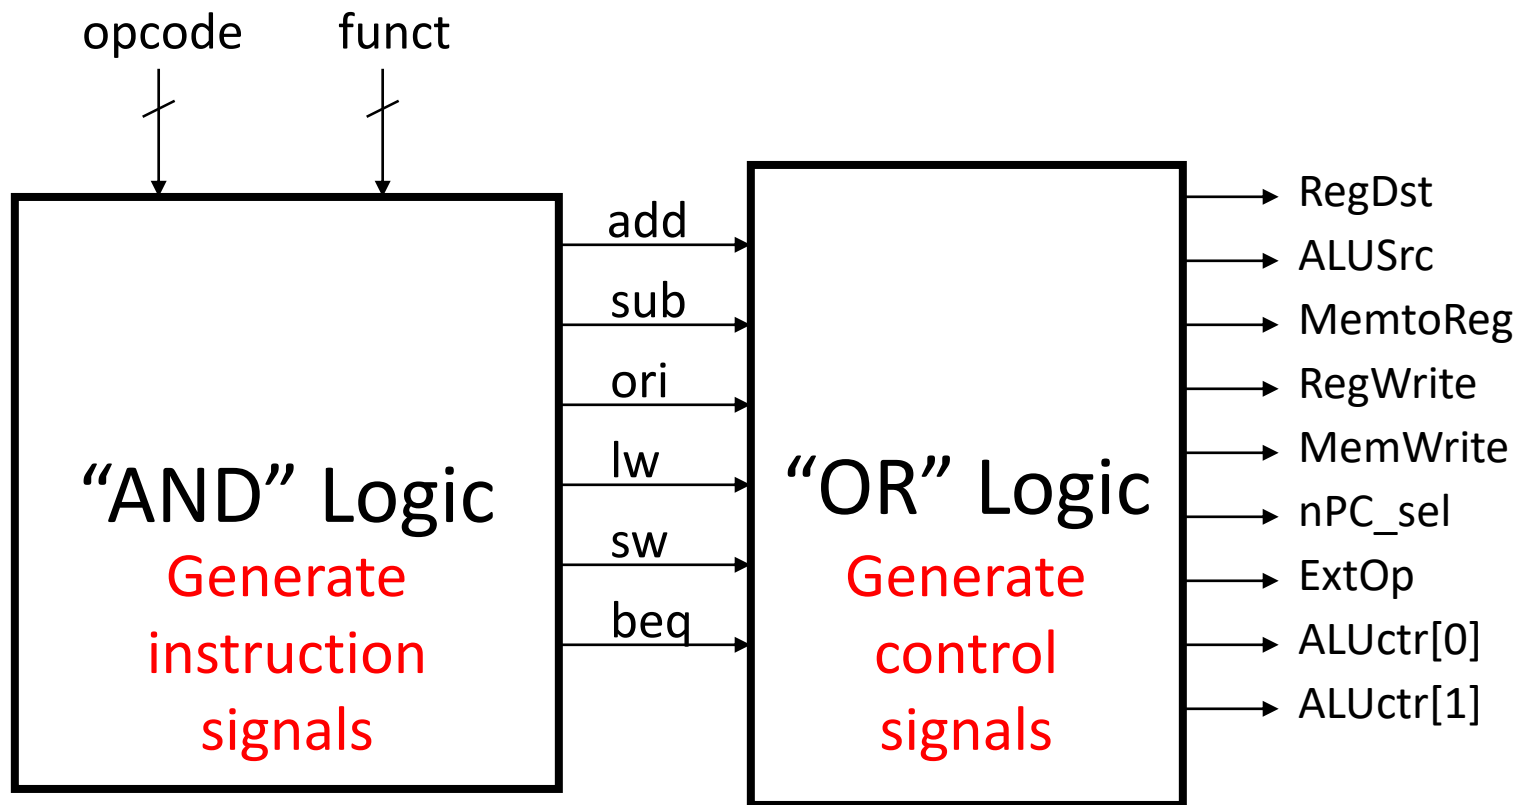 opcode
funct
add
sub
ori
lw
sw
beq
“AND” Logic
Generate
instruction
signals
“OR” Logic
Generate
control
signals
RegDst
ALUSrc
MemtoReg
RegWrite
MemWrite
nPC_sel
ExtOp
ALUctr[0]
ALUctr[1]